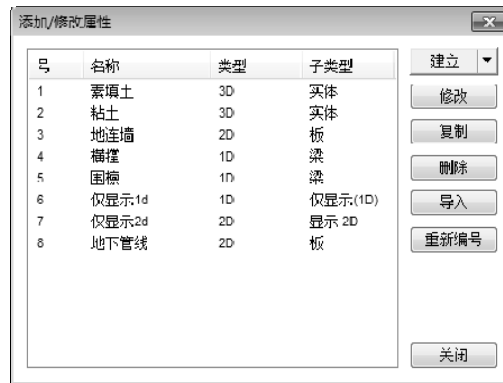 添加/修改属性
号 名称 类型 子类型
1 素填土 3D 实体
2 粘土 3D 实体
3 地连墙 2D 板
4 横撑 1D 梁
5 围檩 1D 梁
6 仅显示1d 1D 仅显示(1D)
7 仅显示2d 2D 显示 2D
8 地下管线 2D 板
建立
修改
复制
删除
导入
重新编号
关闭